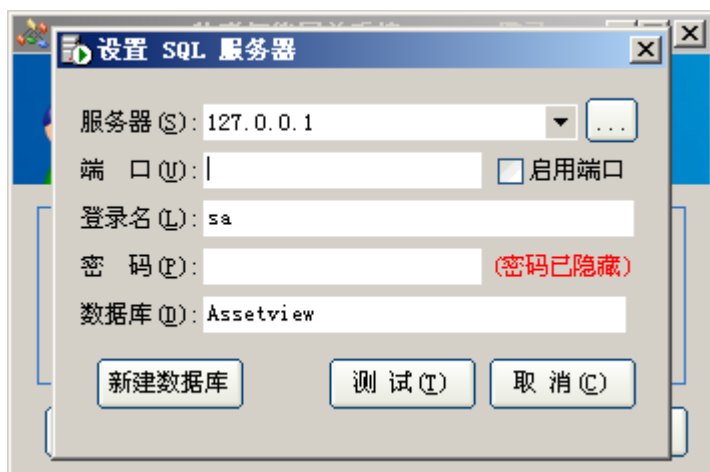 设置 SQL 服务器
服务器(S): 127.0.0.1 ...
端 口(U): 启用端口
登录名(L): sa
密 码(P): (密码已隐藏)
数据库(D): Assetview
新建数据库 测 试(T) 取 消(C)